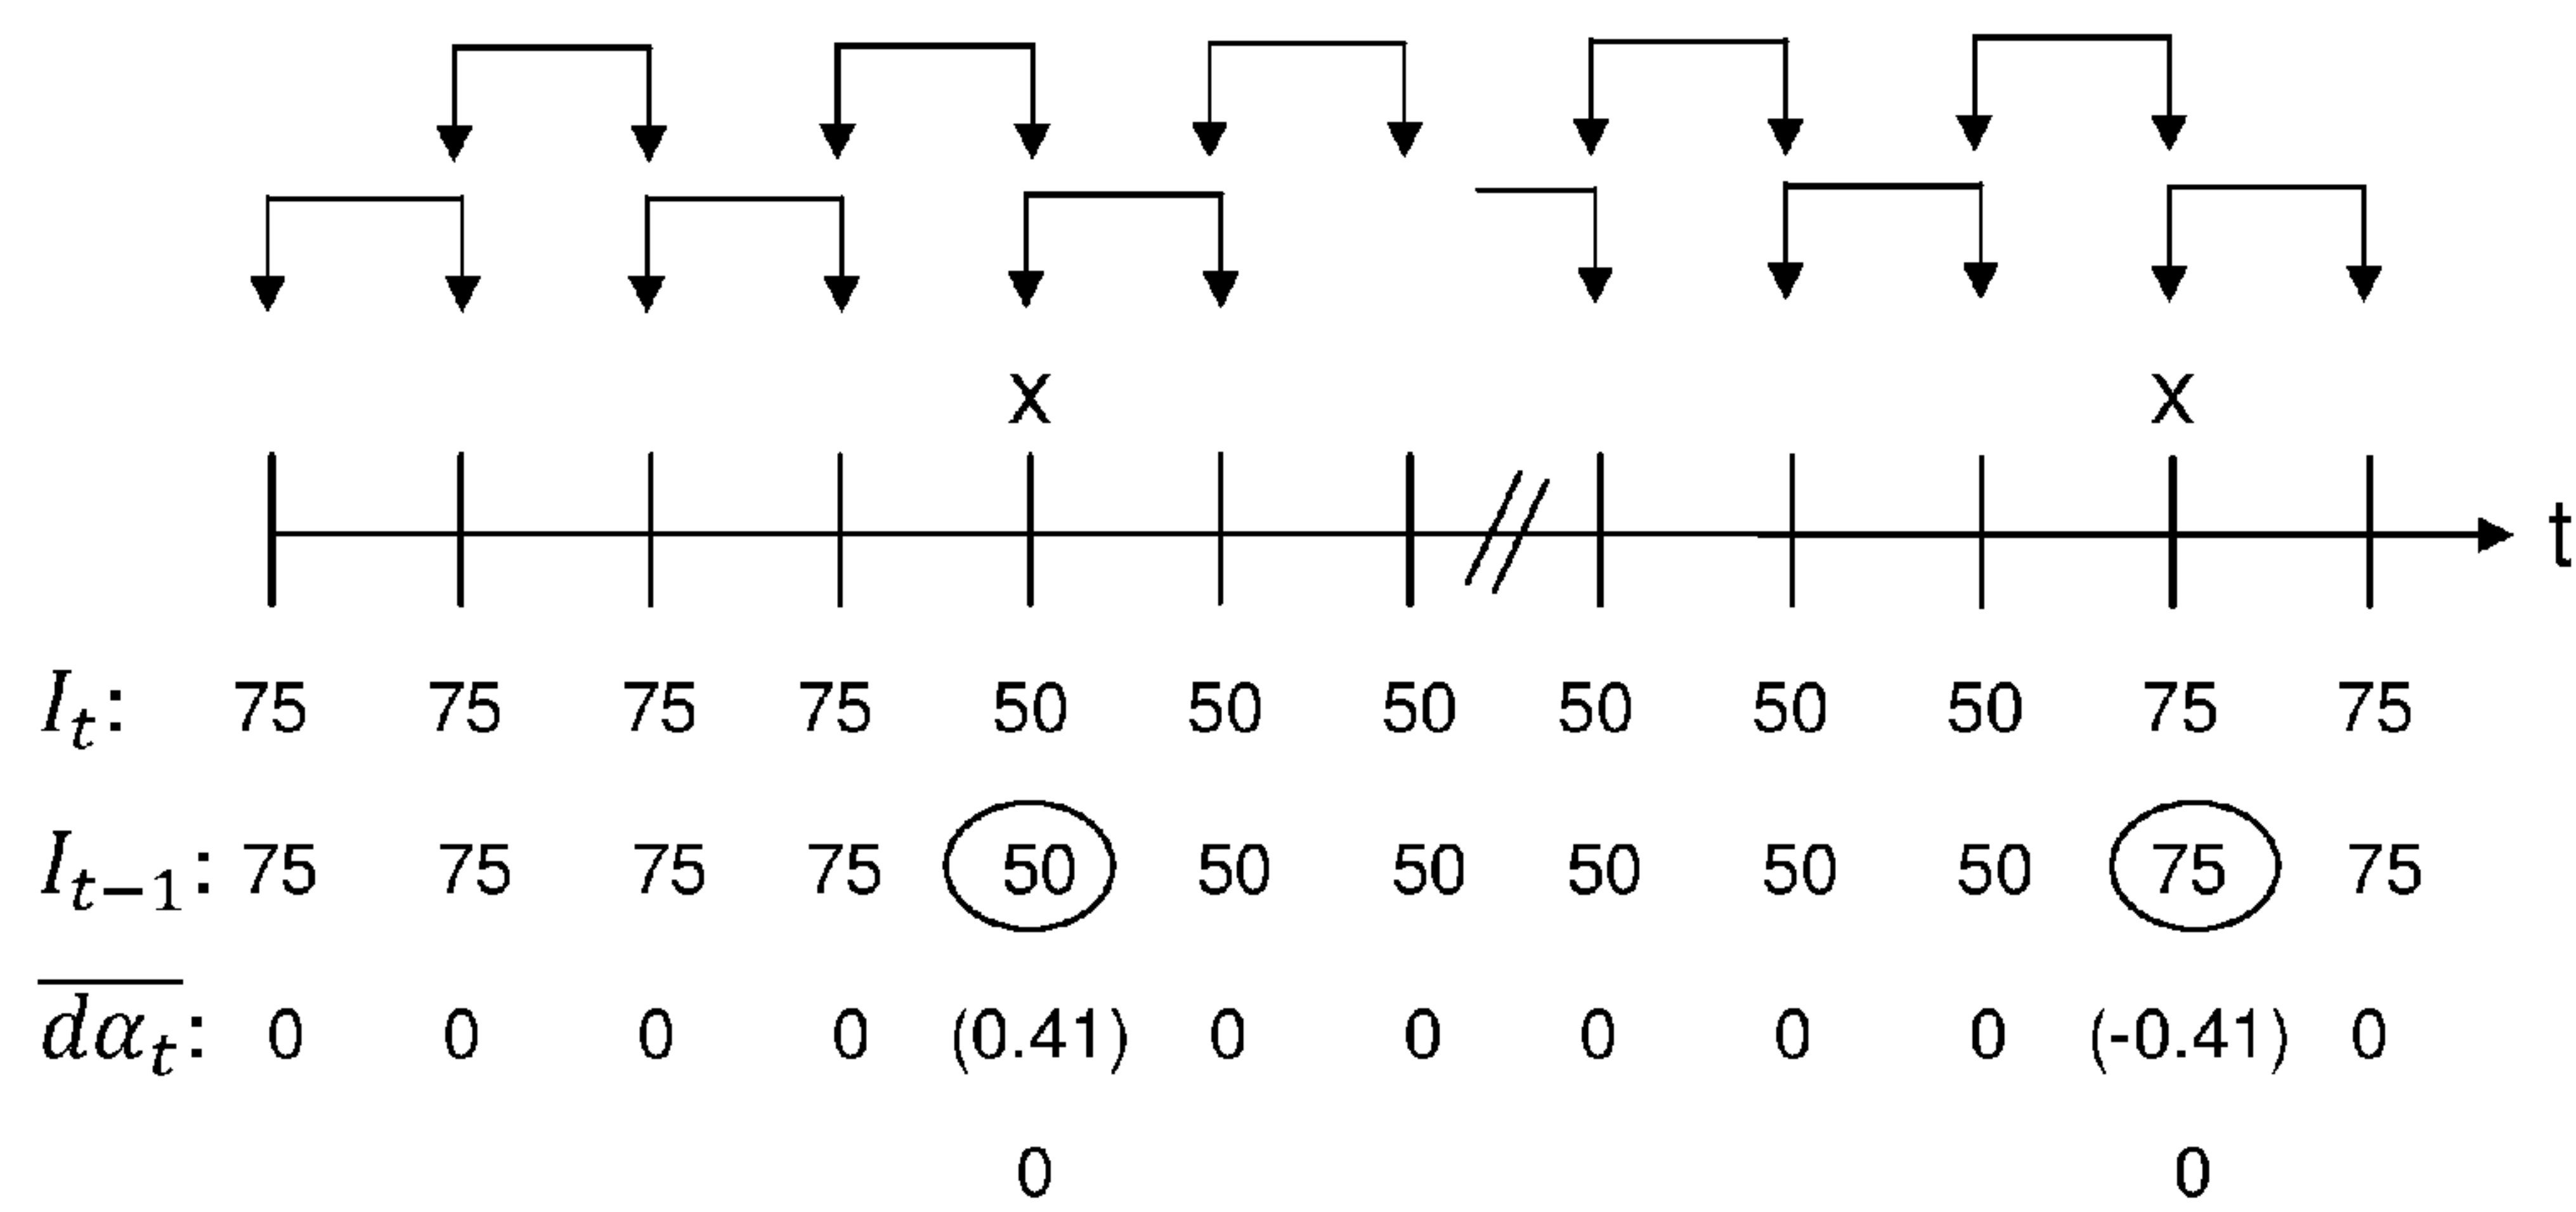 x x
t
I_t: 75 75 75 75 50 50 50 50 50 50 75 75
I_{t−1}: 75 75 75 75 50 50 50 50 50 50 75 75
\overline{dα_t}: 0 0 0 0 (0.41) 0 0 0 0 0 (-0.41) 0
0 0